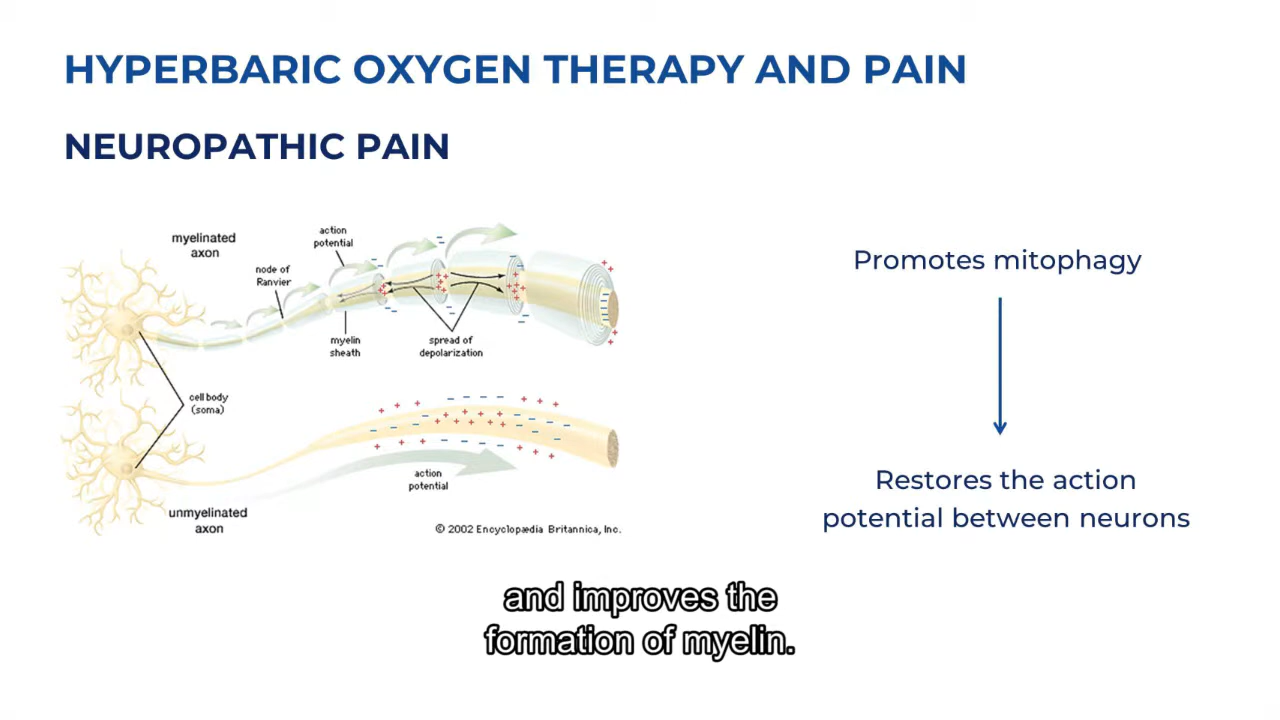 HYPERBARIC OXYGEN THERAPY AND PAIN
NEUROPATHIC PAIN
myelinated
axon
action
potential
node of
Ranvier
myelin
sheath
spread of
depolarization
cell body
(soma)
action
potential
unmyelinated
axon
© 2002 Encyclopædia Britannica, Inc.
Promotes mitophagy
Restores the action
potential between neurons
and improves the
formation of myelin.